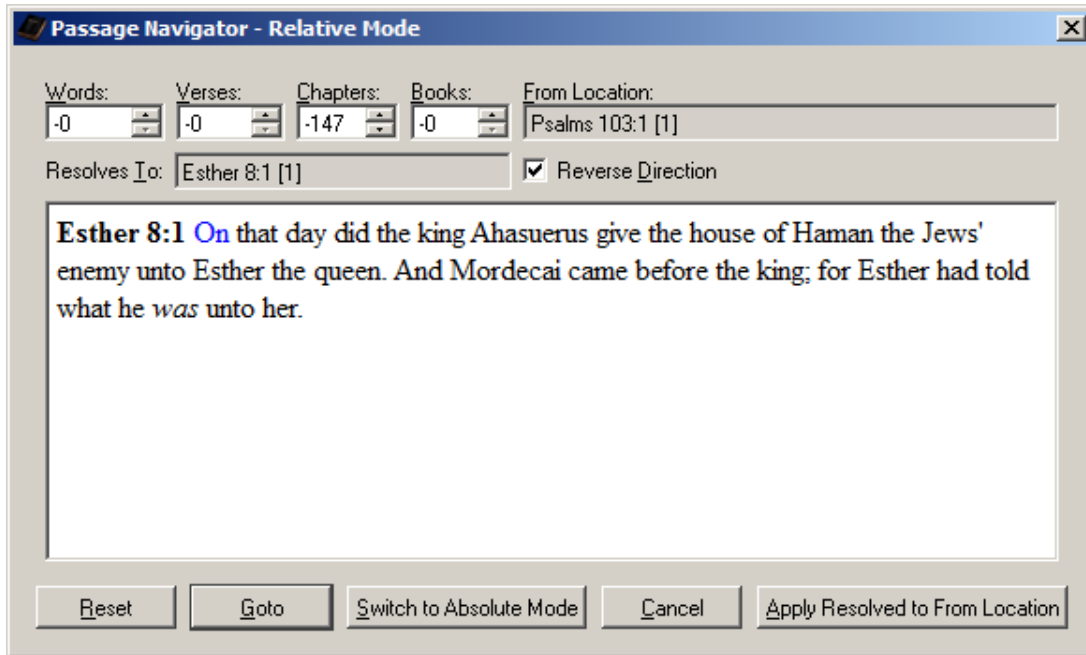 Passage Navigator - Relative Mode
Words: Verses: Chapters: Books: From Location:
-0 -0 -147 -0 Psalms 103:1 [1]
Resolves To: Esther 8:1 [1] Reverse Direction
Esther 8:1 On that day did the king Ahasuerus give the house of Haman the Jews'
enemy unto Esther the queen. And Mordecai came before the king; for Esther had told
what he was unto her.
Reset Goto Switch to Absolute Mode Cancel Apply Resolved to From Location